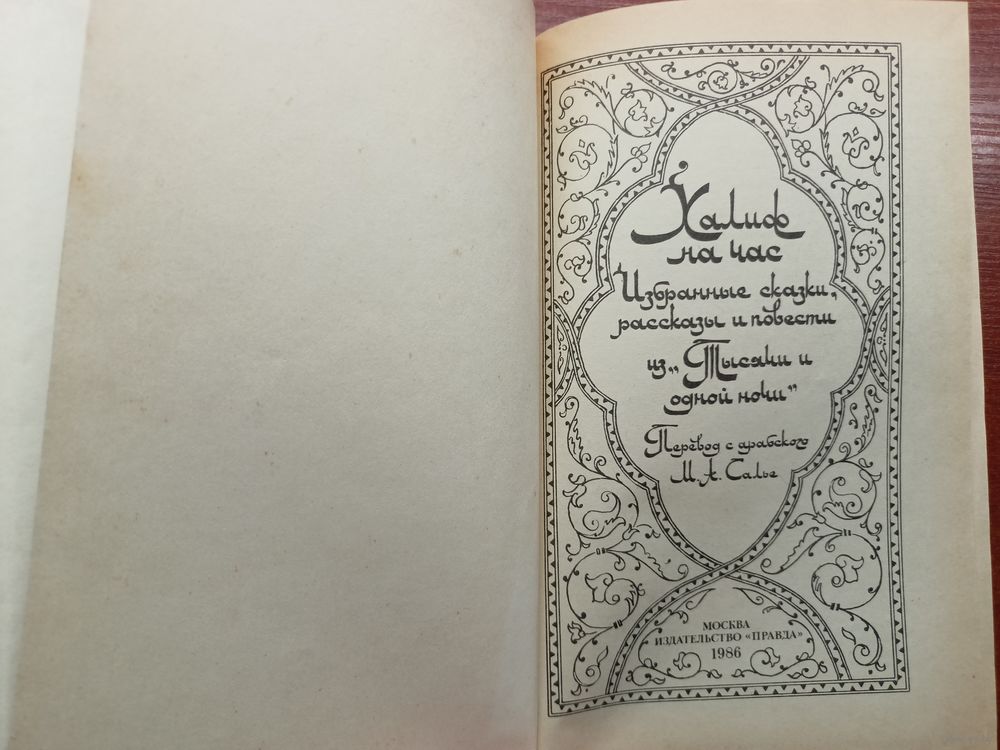 Халиф
на час
Избранные сказки,
рассказы и повести
из „Тысячи и
одной ночи"
Перевод с арабского
М. А. Салье
МОСКВА
ИЗДАТЕЛЬСТВО «ПРАВДА»
1986